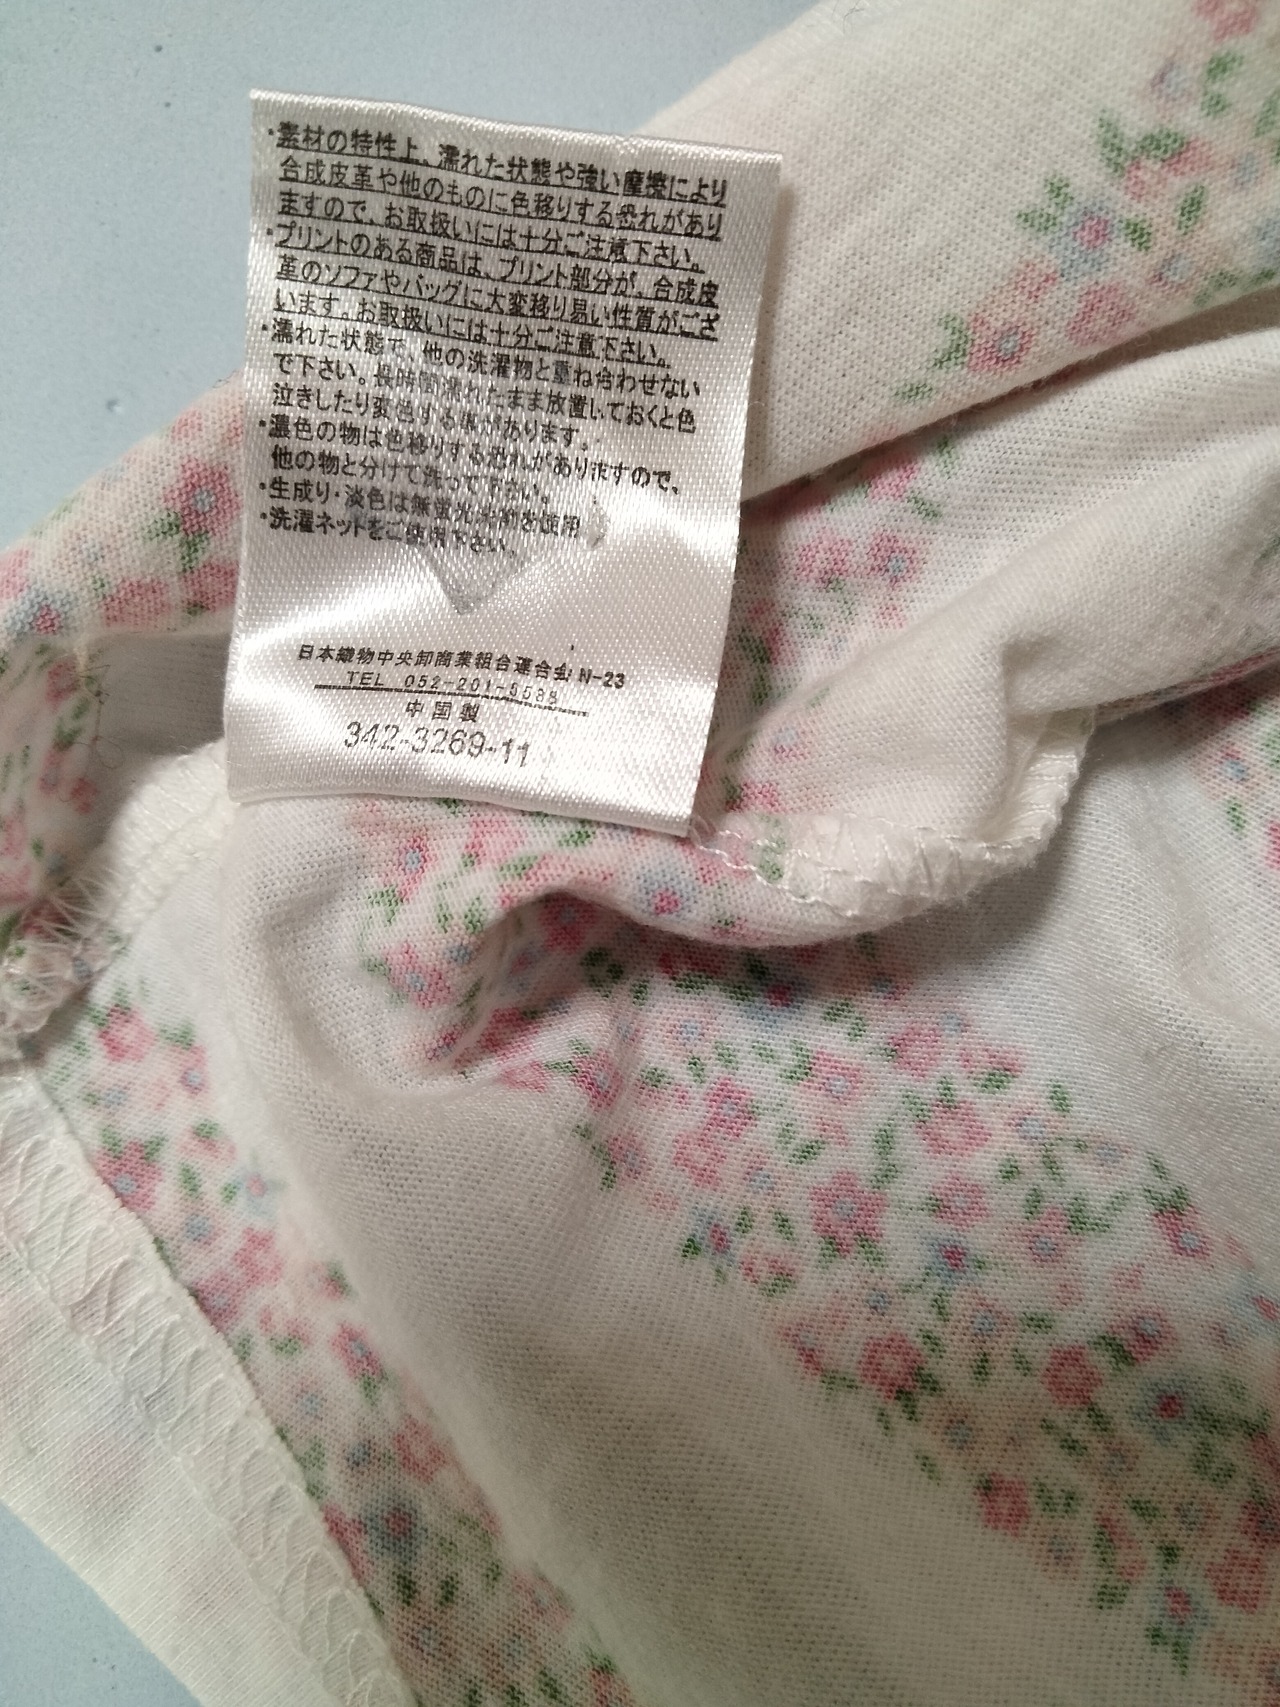 ・素材の特性上、濡れた状態や強い摩擦により
合成皮革や他のものに色移りする恐れがあり
ますので、お取扱いには十分ご注意下さい。
・プリントのある商品は、プリント部分が、合成皮
革のソファやバッグに大変移り易い性質がござ
います。お取扱いには十分ご注意下さい。
・濡れた状態で、他の洗濯物と重ね合わせない
で下さい。長時間濡れたまま放置しておくと色
泣きしたり変色する事があります。
・濃色の物は色移りする恐れがありますので、
他の物と分けて洗って下さい。
・生成り・淡色は無蛍光洗剤を使用
・洗濯ネットをご使用下さい。
日本織物中央卸商業組合連合会 N-23
TEL 052-201-5588
中国製
342-3269-11